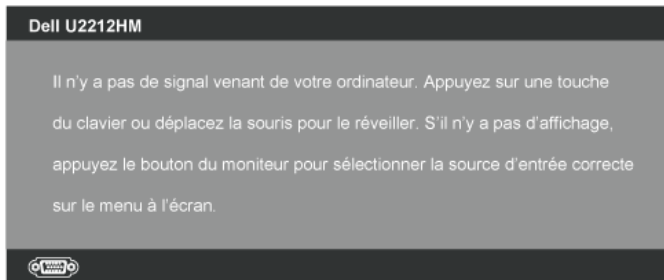 Dell U2212HM
Il n'y a pas de signal venant de votre ordinateur. Appuyez sur une touche
du clavier ou déplacez la souris pour le réveiller. S'il n'y a pas d'affichage,
appuyez le bouton du moniteur pour sélectionner la source d'entrée correcte
sur le menu à l'écran.